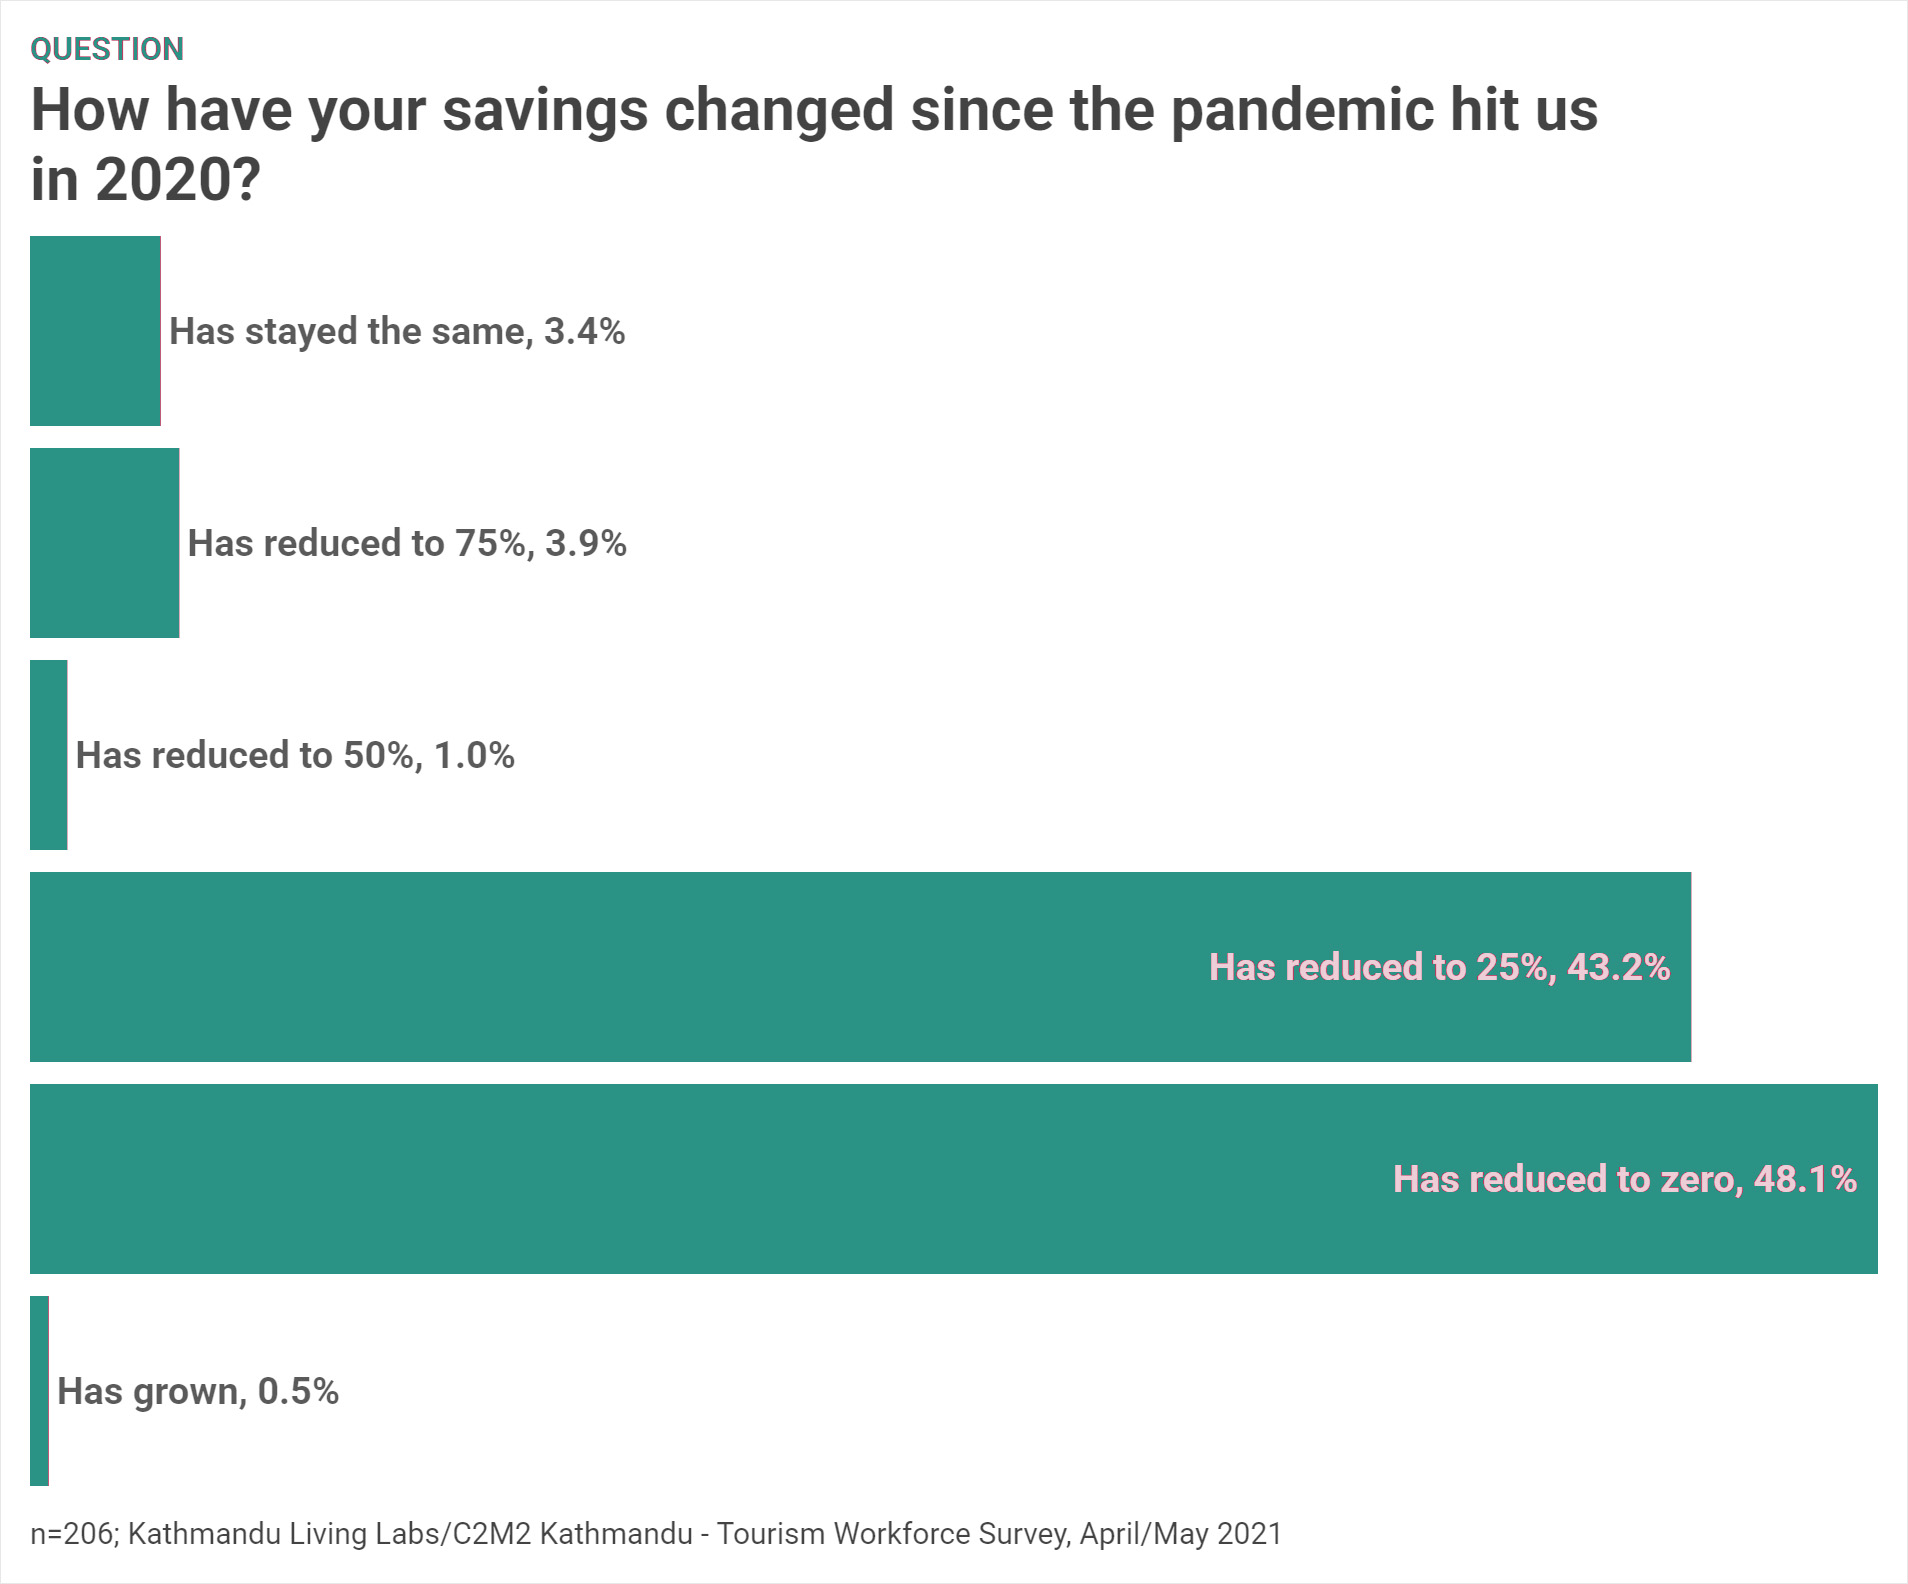 QUESTION
How have your savings changed since the pandemic hit us
in 2020?
Has stayed the same, 3.4%
Has reduced to 75%, 3.9%
Has reduced to 50%, 1.0%
Has reduced to 25%, 43.2%
Has reduced to zero, 48.1%
Has grown, 0.5%
n=206; Kathmandu Living Labs/C2M2 Kathmandu - Tourism Workforce Survey, April/May 2021